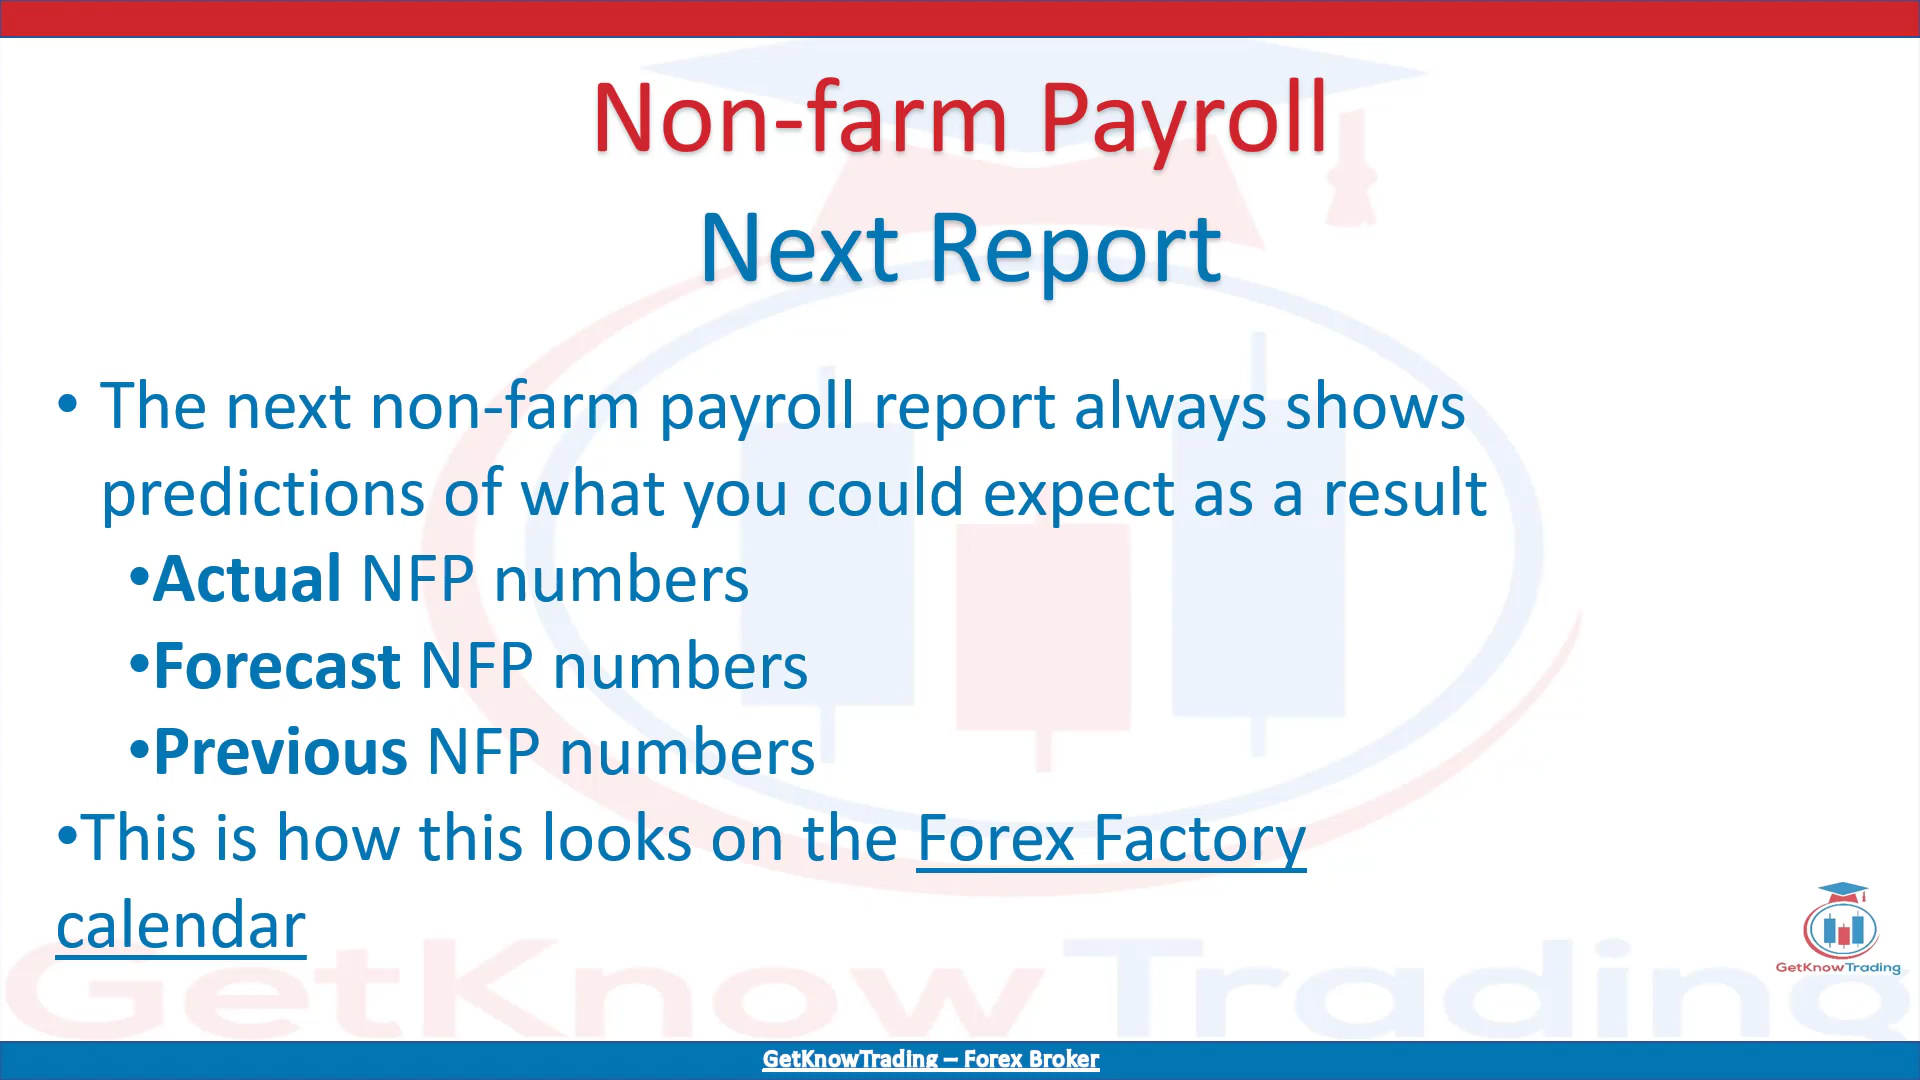 Non-farm Payroll
Next Report
• The next non-farm payroll report always shows
predictions of what you could expect as a result
•Actual NFP numbers
•Forecast NFP numbers
•Previous NFP numbers
•This is how this looks on the Forex Factory
calendar
GetKnowTrading
GetKnow Trading
GetKnowTrading – Forex Broker